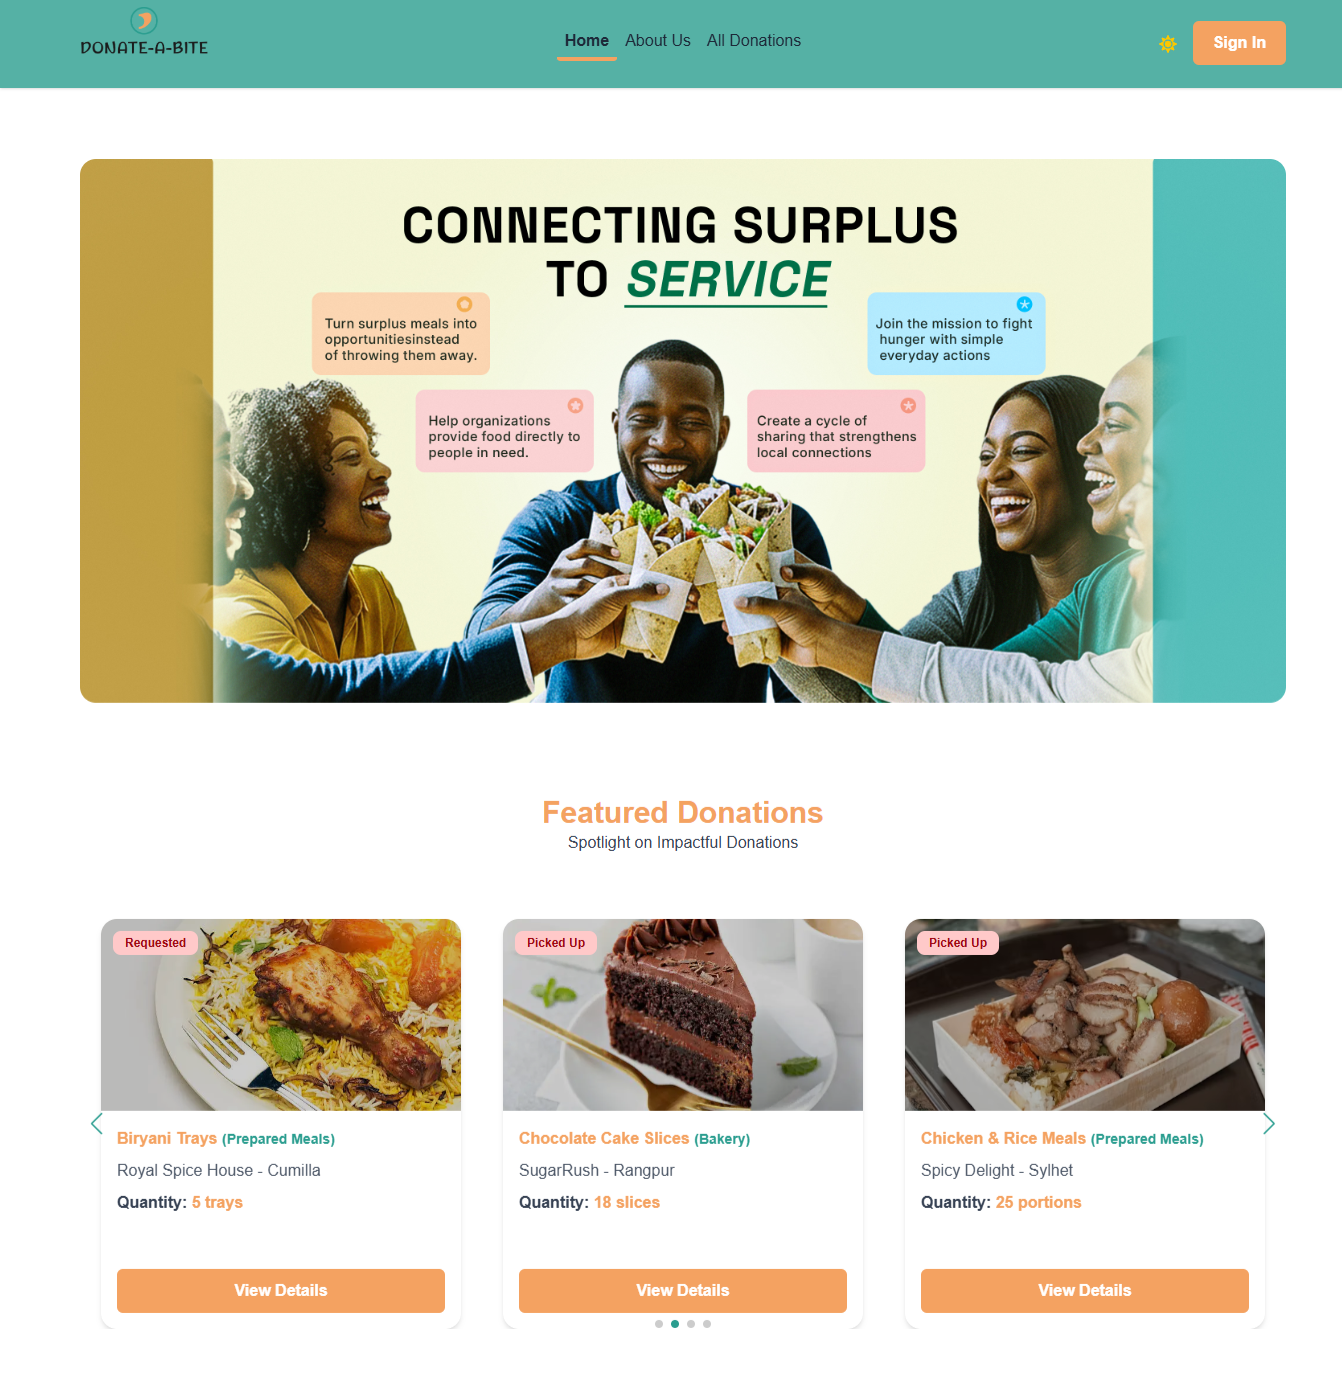 DONATE-A-BITE
Home About Us All Donations
Sign In
CONNECTING SURPLUS
TO SERVICE
Turn surplus meals into
opportunitiesinstead
of throwing them away.
Join the mission to fight
hunger with simple
everyday actions
Help organizations
provide food directly to
people in need.
Create a cycle of
sharing that strengthens
local connections
Featured Donations
Spotlight on Impactful Donations
Requested
Biryani Trays (Prepared Meals)
Royal Spice House - Cumilla
Quantity: 5 trays
View Details
Picked Up
Chocolate Cake Slices (Bakery)
SugarRush - Rangpur
Quantity: 18 slices
View Details
Picked Up
Chicken & Rice Meals (Prepared Meals)
Spicy Delight - Sylhet
Quantity: 25 portions
View Details